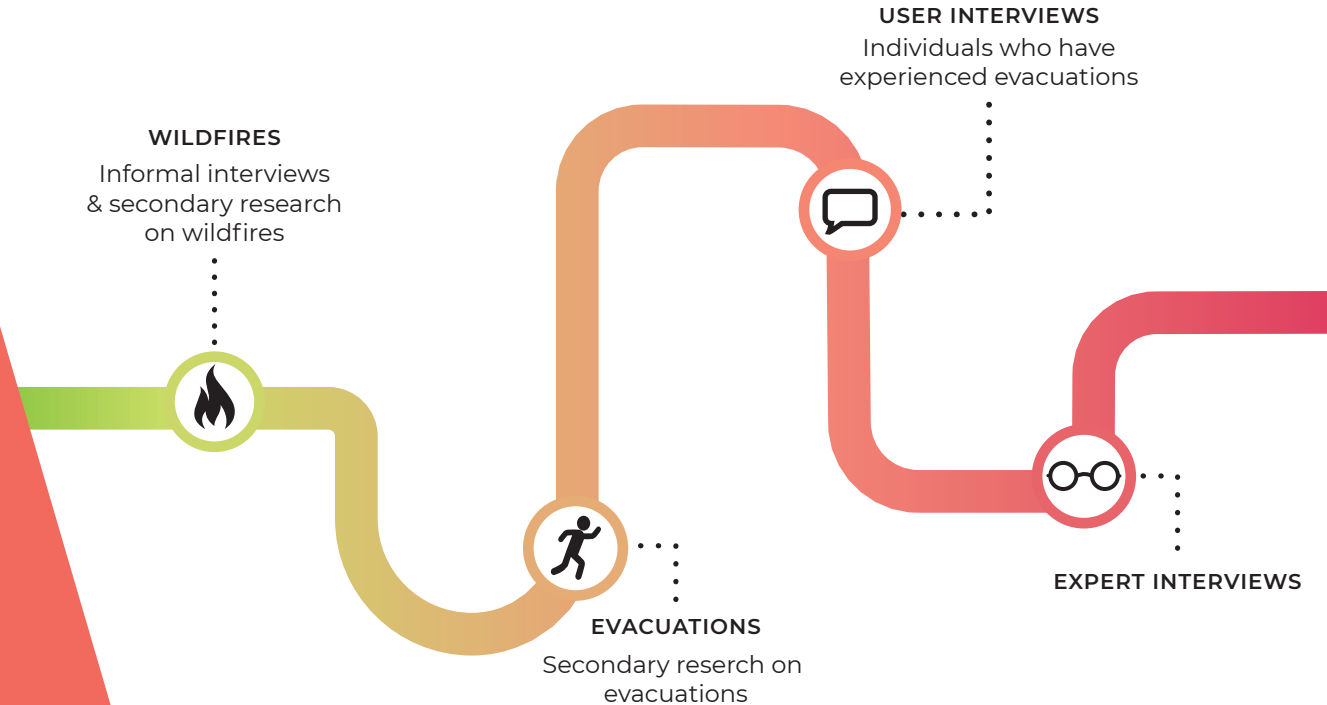 WILDFIRES
Informal interviews
& secondary research
on wildfires
EVACUATIONS
Secondary reserch on
evacuations
USER INTERVIEWS
Individuals who have
experienced evacuations
EXPERT INTERVIEWS